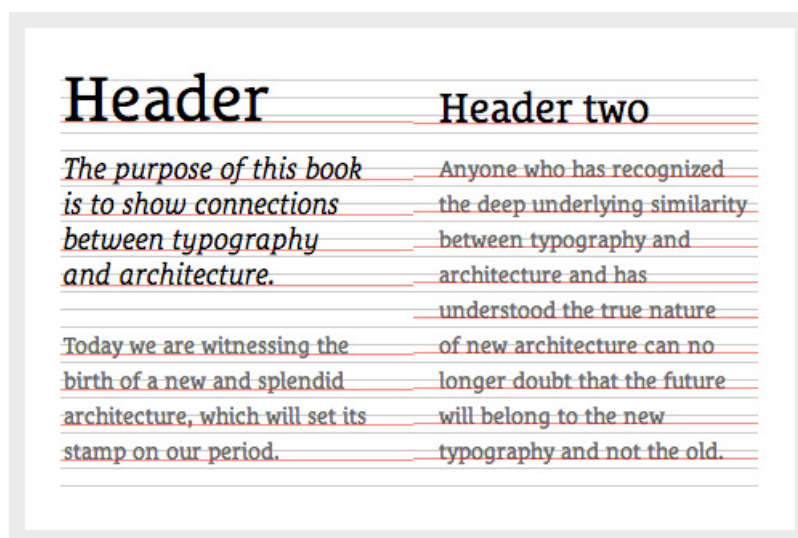 Header
The purpose of this book
is to show connections
between typography
and architecture.
Today we are witnessing the
birth of a new and splendid
architecture, which will set its
stamp on our period.
Header two
Anyone who has recognized
the deep underlying similarity
between typography and
architecture and has
understood the true nature
of new architecture can no
longer doubt that the future
will belong to the new
typography and not the old.